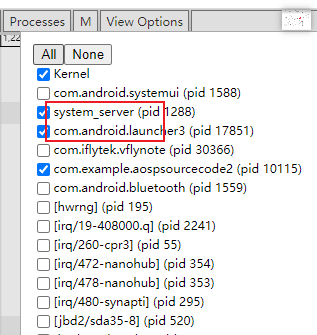 Processes M View Options
1,22
All None
Kernel
com.android.systemui (pid 1588)
system_server (pid 1288)
com.android.launcher3 (pid 17851)
com.iflytek.vflynote (pid 30366)
com.example.aospsourcecode2 (pid 10115)
com.android.bluetooth (pid 1559)
[hwrng] (pid 195)
[irq/19-408000.q] (pid 2241)
[irq/260-cpr3] (pid 55)
[irq/472-nanohub] (pid 354)
[irq/478-nanohub] (pid 353)
[irq/480-synapti] (pid 295)
[jbd2/sda35-8] (pid 520)